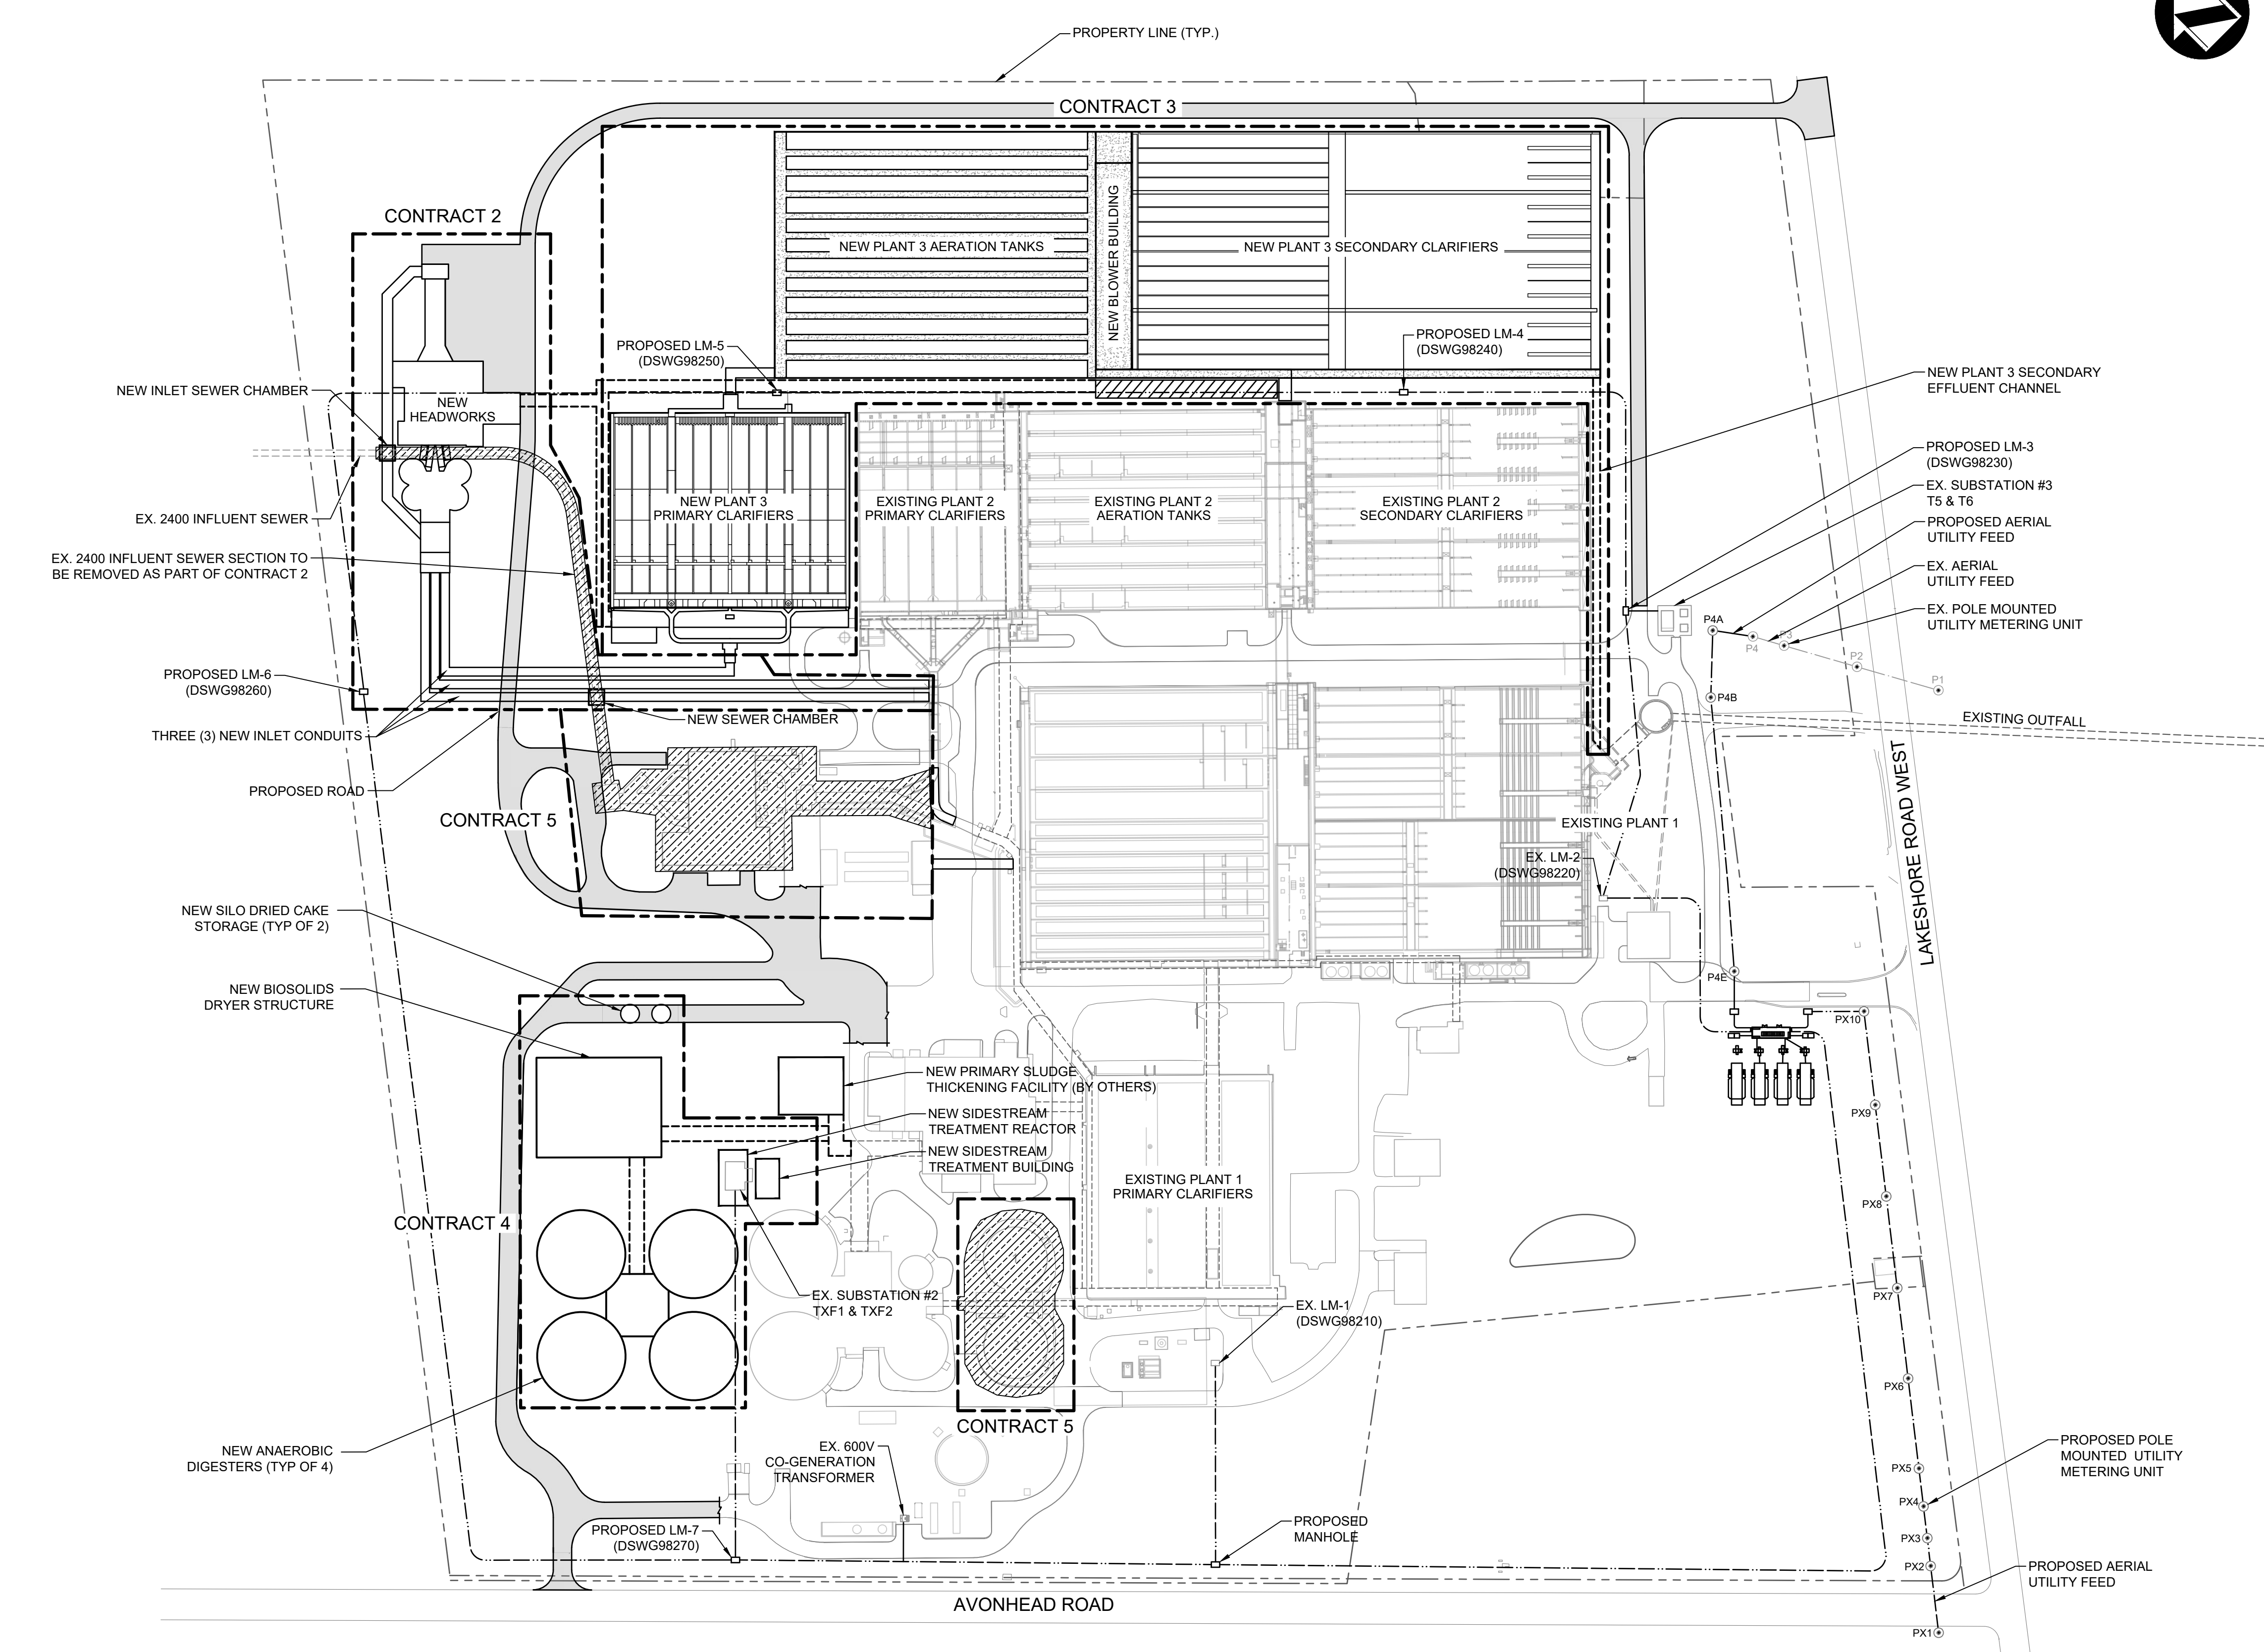 PROPERTY LINE (TYP.)
CONTRACT 3
CONTRACT 2
NEW PLANT 3 AERATION TANKS
NEW BLOWER BUILDING
NEW PLANT 3 SECONDARY CLARIFIERS
PROPOSED LM-5
(DSWG98250)
PROPOSED LM-4
(DSWG98240)
NEW INLET SEWER CHAMBER
NEW
HEADWORKS
NEW PLANT 3 SECONDARY
EFFLUENT CHANNEL
PROPOSED LM-3
(DSWG98230)
EX. SUBSTATION #3
T5 & T6
PROPOSED AERIAL
UTILITY FEED
EX. AERIAL
UTILITY FEED
EX. POLE MOUNTED
UTILITY METERING UNIT
EX. 2400 INFLUENT SEWER
EX. 2400 INFLUENT SEWER SECTION TO
BE REMOVED AS PART OF CONTRACT 2
NEW PLANT 3
PRIMARY CLARIFIERS
EXISTING PLANT 2
PRIMARY CLARIFIERS
EXISTING PLANT 2
AERATION TANKS
EXISTING PLANT 2
SECONDARY CLARIFIERS
P4A
P4
P3
P2
P1
P4B
PROPOSED LM-6
(DSWG98260)
NEW SEWER CHAMBER
THREE (3) NEW INLET CONDUITS
EXISTING OUTFALL
PROPOSED ROAD
CONTRACT 5
EXISTING PLANT 1
LAKESHORE ROAD WEST
EX. LM-2
(DSWG98220)
NEW SILO DRIED CAKE
STORAGE (TYP OF 2)
P4E
NEW BIOSOLIDS
DRYER STRUCTURE
PX10
NEW PRIMARY SLUDGE
THICKENING FACILITY (BY OTHERS)
NEW SIDESTREAM
TREATMENT REACTOR
NEW SIDESTREAM
TREATMENT BUILDING
PX9
EXISTING PLANT 1
PRIMARY CLARIFIERS
PX8
CONTRACT 4
EX. SUBSTATION #2
TXF1 & TXF2
EX. LM-1
(DSWG98210)
PX7
PX6
CONTRACT 5
NEW ANAEROBIC
DIGESTERS (TYP OF 4)
EX. 600V
CO-GENERATION
TRANSFORMER
PX5
PX4
PROPOSED POLE
MOUNTED UTILITY
METERING UNIT
PROPOSED LM-7
(DSWG98270)
PROPOSED
MANHOLE
PX3
PX2
PROPOSED AERIAL
UTILITY FEED
AVONHEAD ROAD
PX1